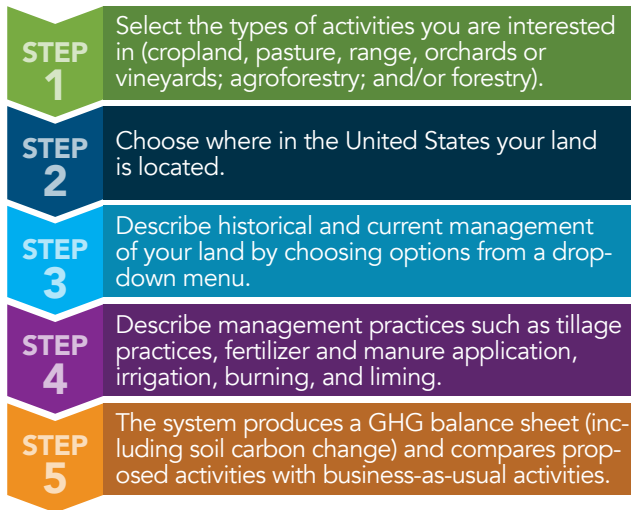 STEP
1
Select the types of activities you are interested
in (cropland, pasture, range, orchards or
vineyards; agroforestry; and/or forestry).
STEP
2
Choose where in the United States your land
is located.
STEP
3
Describe historical and current management
of your land by choosing options from a drop-
down menu.
STEP
4
Describe management practices such as tillage
practices, fertilizer and manure application,
irrigation, burning, and liming.
STEP
5
The system produces a GHG balance sheet (inc-
luding soil carbon change) and compares prop-
osed activities with business-as-usual activities.